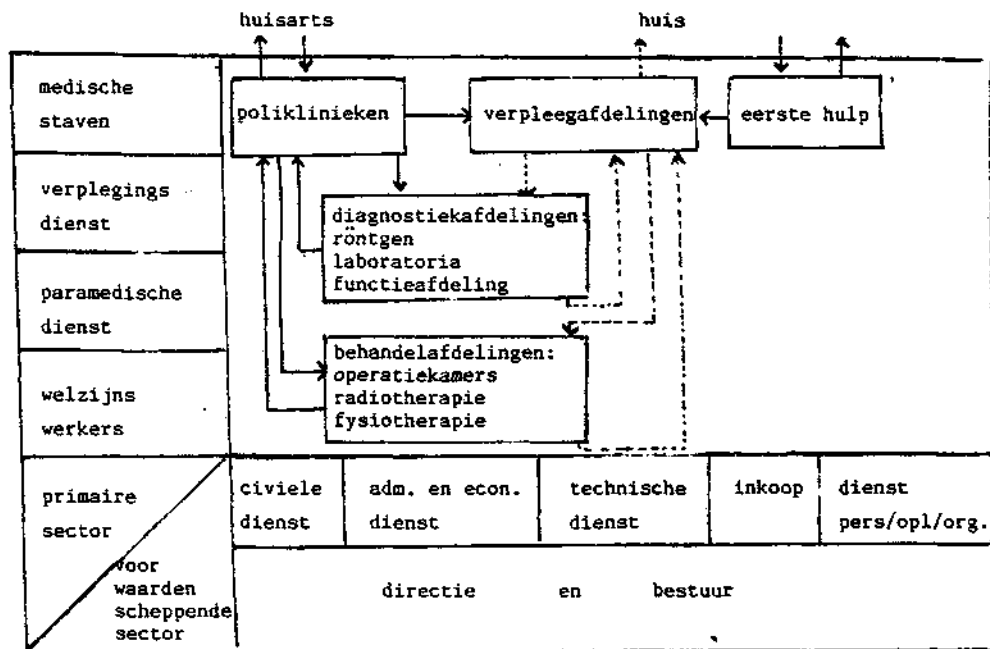 huisarts
huis
medische
staven
poliklinieken
verpleegafdelingen
eerste hulp
verplegings
dienst
diagnostiekafdelingen:
röntgen
laboratoria
functieafdeling
paramedische
dienst
behandelafdelingen:
operatiekamers
radiotherapie
fysiotherapie
welzijns
werkers
primaire
sector
civiele
dienst
adm. en econ.
dienst
technische
dienst
inkoop
dienst
pers/opl/org.
voor
waarden
scheppende
sector
directie en bestuur